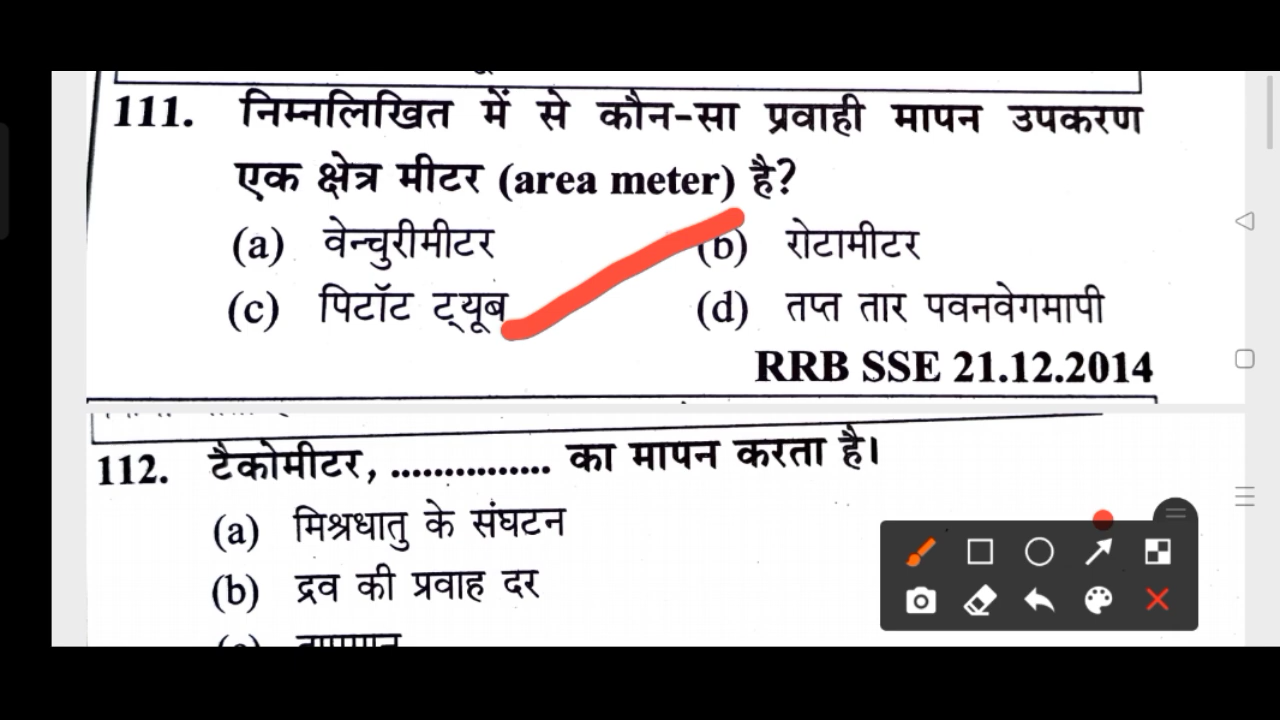 111. निम्नलिखित में से कौन-सा प्रवाही मापन उपकरण
एक क्षेत्र मीटर (area meter) है?
(a) वेन्चुरीमीटर (b) रोटामीटर
(c) पिटॉट ट्यूब (d) तप्त तार पवनवेगमापी
RRB SSE 21.12.2014
112. टैकोमीटर, ............... का मापन करता है।
(a) मिश्रधातु के संघटन
(b) द्रव की प्रवाह दर